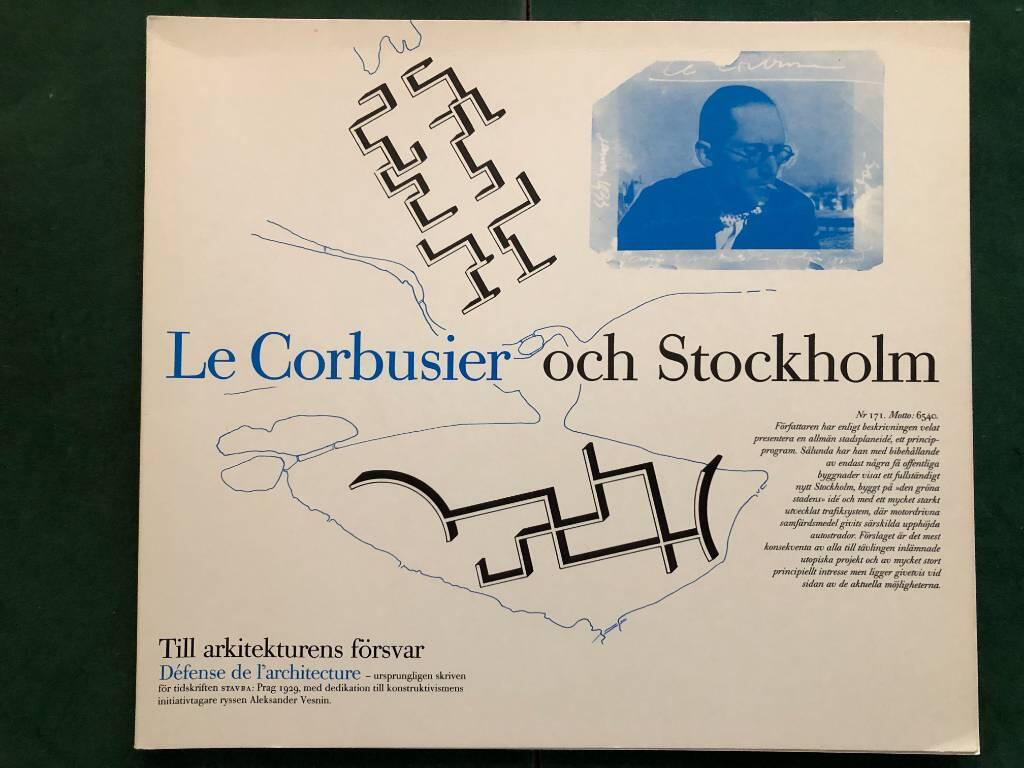 Le Corbusier och Stockholm
Nr 171. Motto: 6540.
Författaren har enligt beskrivningen velat
presentera en allmän stadsplaneidé, ett princip-
program. Sålunda har han med bibehållande
av endast några få offentliga
byggnader visat ett fullständigt
nytt Stockholm, byggt på »den gröna
stadens» idé och med ett mycket starkt
utvecklat trafiksystem, där motordrivna
samfärdsmedel givits särskilda upphöjda
autostrador. Förslaget är det mest
konsekventa av alla till tävlingen inlämnade
utopiska projekt och av mycket stort
principiellt intresse men ligger givetvis vid
sidan av de aktuella möjligheterna.
Till arkitekturens försvar
Défense de l'architecture – ursprungligen skriven
för tidskriften STAVBA: Prag 1929, med dedikation till konstruktivismens
initiativtagare ryssen Aleksander Vesnin.